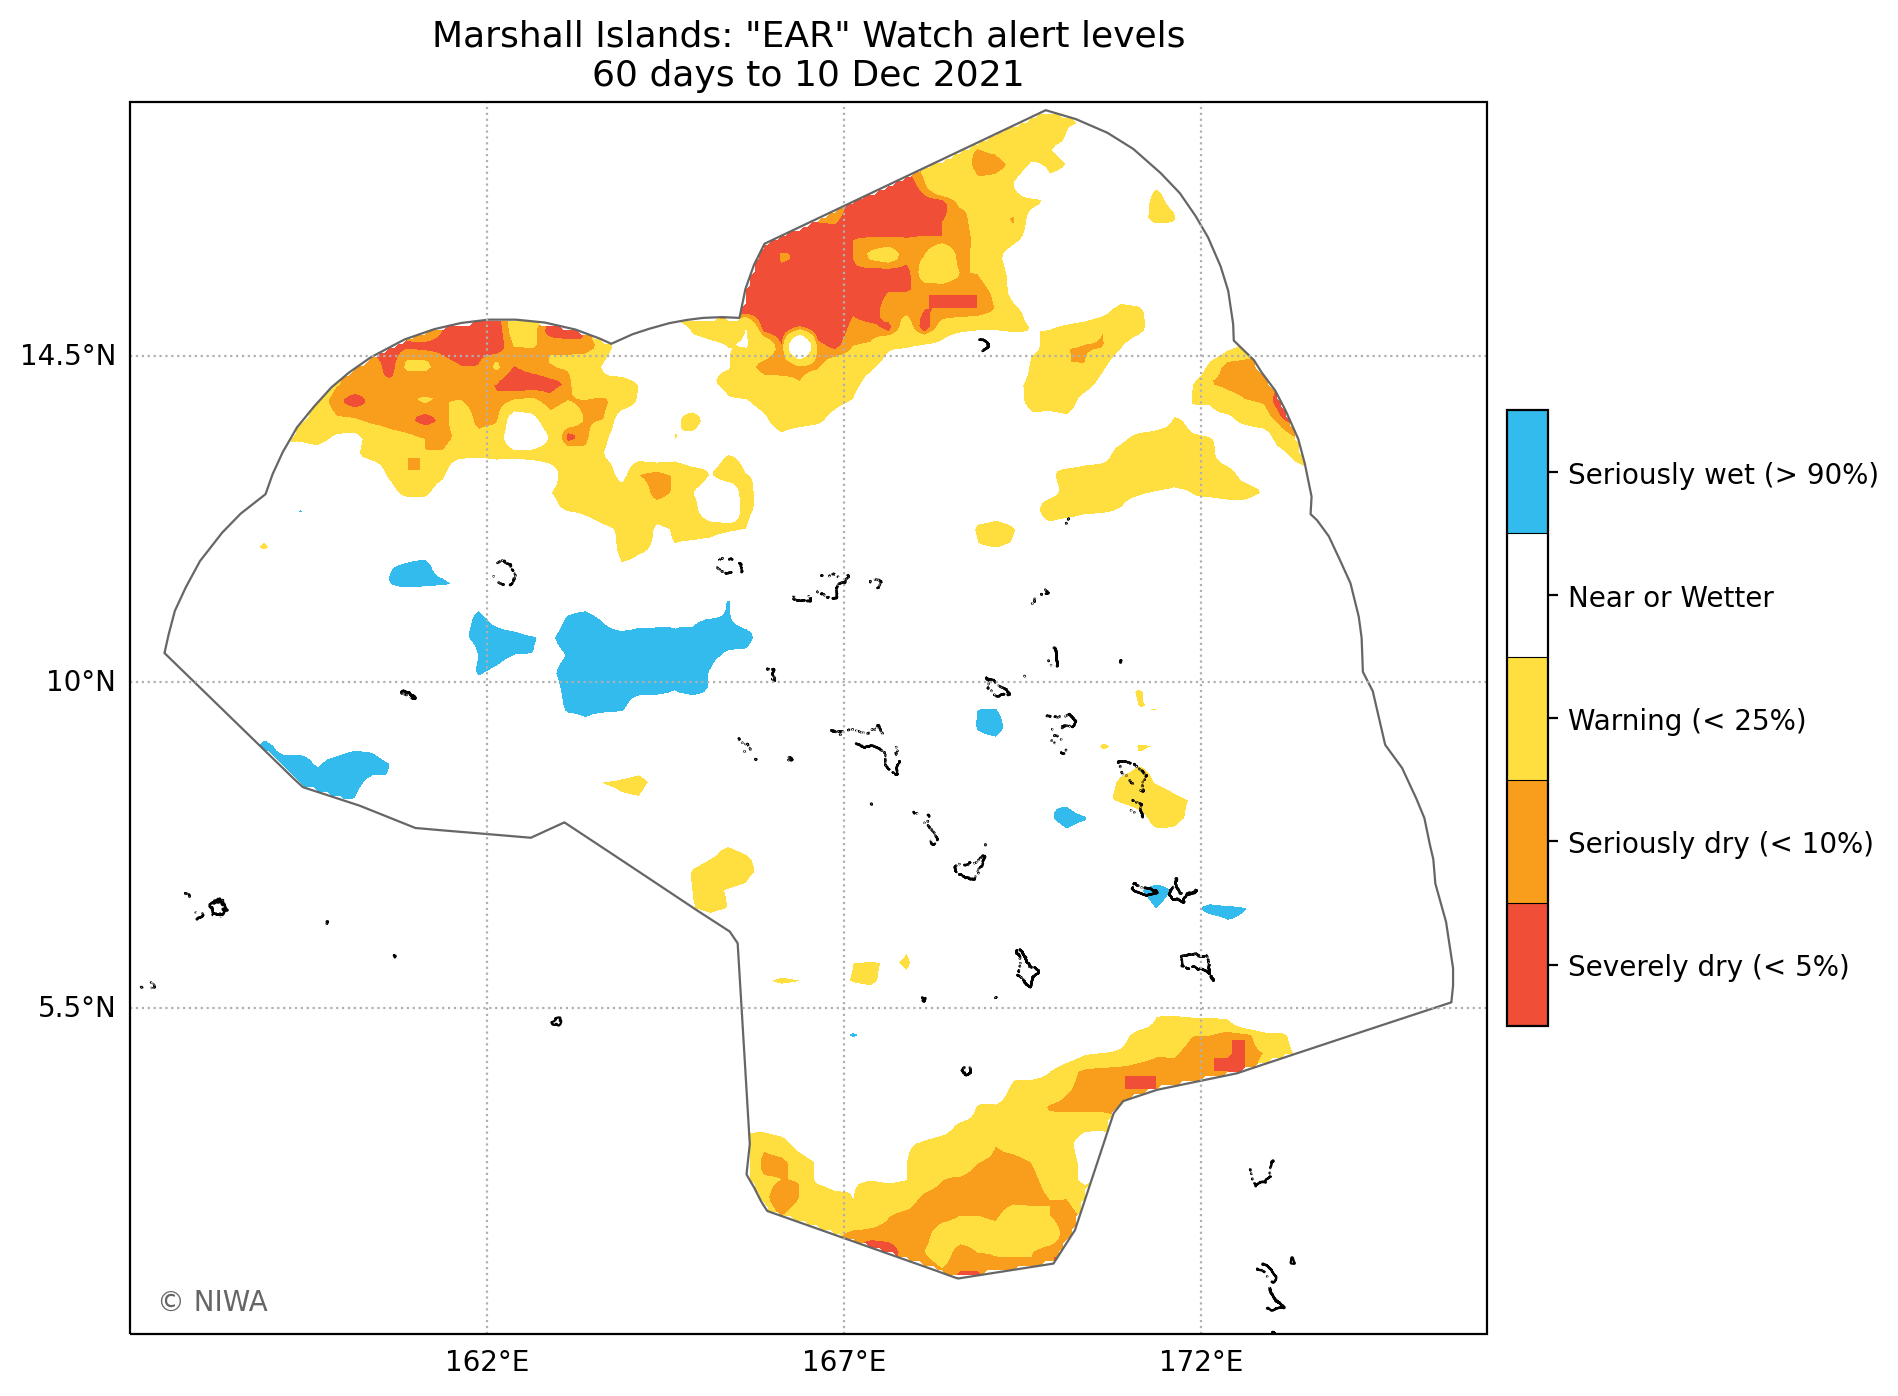 Marshall Islands: "EAR" Watch alert levels
60 days to 10 Dec 2021
14.5°N
10°N
5.5°N
162°E
167°E
172°E
© NIWA
Seriously wet (> 90%)
Near or Wetter
Warning (< 25%)
Seriously dry (< 10%)
Severely dry (< 5%)